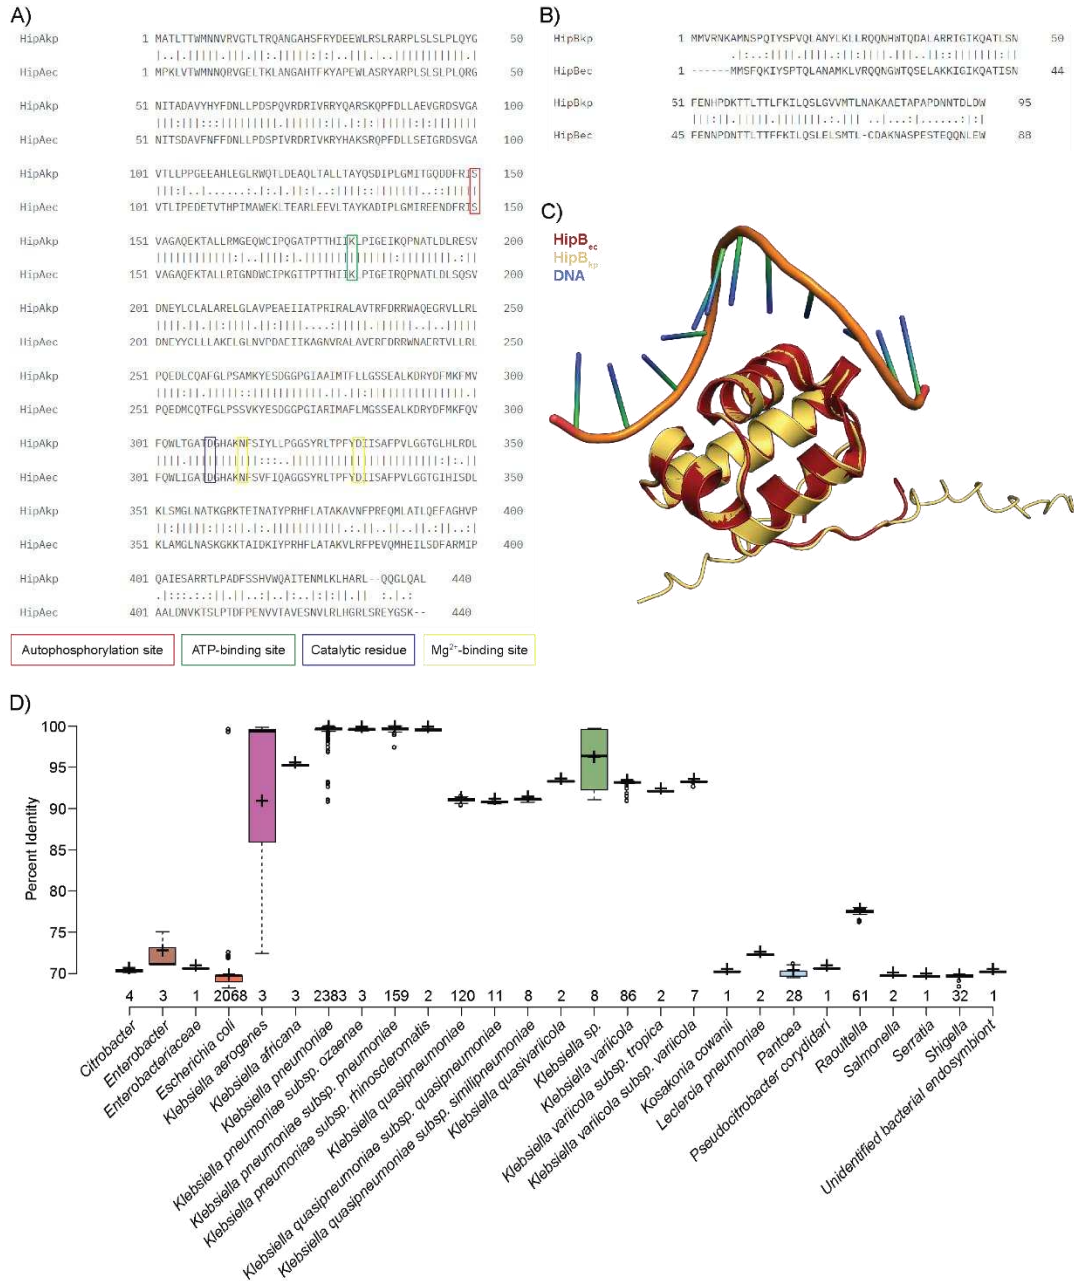 A)
HipAkp 1 MATLTTWMNNVRVGTLTRQANGAHSFRYDEEWLRSLRARPLSLSLPLQYG 50
HipAec 1 MPKLVTWMNNQRVGELTKLANGAHTFKYAPEWLASRYARPLSLSLPLQRG 50
HipAkp 51 NITADAVYHYFDNLLPDSPQVRDRIVRRYQARSKQPFDLLAEVGRDSVGA 100
HipAec 51 NITSDAVFNFFDNLLPDSPIVRDRIVKRYHAKSRQPFDLLSEIGRDSVGA 100
HipAkp 101 VTLLPPGEEAHLEGLRWQTLDEAQLTALLTAYQSDIPLGMITGQDDFRIS 150
HipAec 101 VTLIPEDETVTHPIMAWEKLTEARLEEVLTAYKADIPLGMIREENDFRIS 150
HipAkp 151 VAGAQEKTALLRMGEQWCIPQGATPTTHIIKLPIGEIKQPNATLDLRESV 200
HipAec 151 VAGAQEKTALLRIGNDWCIPKGITPTTHIIKLPIGEIRQPNATLDLSQSV 200
HipAkp 201 DNEYLCLALARELGLAVPEAEIIATPRIRALAVTRFDRRWAQEGRVLLRL 250
HipAec 201 DNEYYCLLLAKELGLNVPDAEIIKAGNVRALAVERFDRRWNAERTVLLRL 250
HipAkp 251 PQEDLCQAFGLPSAMKYESDGGPGIAAIMTFLLGSSEALKDRYDFMKFMV 300
HipAec 251 PQEDMCQTFGLPSSVKYESDGGPGIARIMAFLMGSSEALKDRYDFMKFQV 300
HipAkp 301 FQWLTGATDGHAKNFSIYLLPGGSYRLTPFYDIISAFPVLGGTGLHLRDL 350
HipAec 301 FQWLIGATDGHAKNFSVFIQAGGSYRLTPFYDIISAFPVLGGTGIHISDL 350
HipAkp 351 KLSMGLNATKGRKTEINAIYPRHFLATAKAVNFPREQMLAILQEFAGHVP 400
HipAec 351 KLAMGLNASKGKKTAIDKIYPRHFLATAKVLRFPEVQMHEILSDFARMIP 400
HipAkp 401 QAIESARRTLPADFSSHVWQAITENMLKLHARL--QQGLQAL 440
HipAec 401 AALDNVKTSLPTDFPENVVTAVESNVLRLHGRLSREYGSK-- 440
Autophosphorylation site
ATP-binding site
Catalytic residue
Mg²⁺-binding site
B)
HipBkp 1 MMVRNKAMNSPQIYSPVQLANYLKLLRQQNHWTQDALARRIGIKQATLSN 50
HipBec 1 ------MMSFQKIYSPTQLANAMKLVRQQNGWTQSELAKKIGIKQATISN 44
HipBkp 51 FENHPDKTTLTTLFKILQSLGVVMTLNAKAAETAPAPDNNTDLDW 95
HipBec 45 FENNPDNTTLTTFFKILQSLELSMTL-CDAKNASPESTEQQNLEW 88
C)
HipBec
HipBkp
DNA
D)
Percent Identity
100
95
90
85
80
75
70
4 3 1 2068 3 3 2383 3 159 2 120 11 8 2 8 86 2 7 1 2 28 1 61 2 1 32 1
Citrobacter
Enterobacter
Enterobacteriaceae
Escherichia coli
Klebsiella aerogenes
Klebsiella africana
Klebsiella pneumoniae
Klebsiella pneumoniae subsp. ozaenae
Klebsiella pneumoniae subsp. pneumoniae
Klebsiella pneumoniae subsp. rhinoscleromatis
Klebsiella quasipneumoniae
Klebsiella quasipneumoniae subsp. quasipneumoniae
Klebsiella quasipneumoniae subsp. similipneumoniae
Klebsiella quasivariicola
Klebsiella sp.
Klebsiella variicola
Klebsiella variicola subsp. tropica
Klebsiella variicola subsp. variicola
Kosakonia cowanii
Leclercia pneumoniae
Pantoea
Pseudocitrobacter corydidari
Raoultella
Salmonella
Serratia
Shigella
Unidentified bacterial endosymbiont